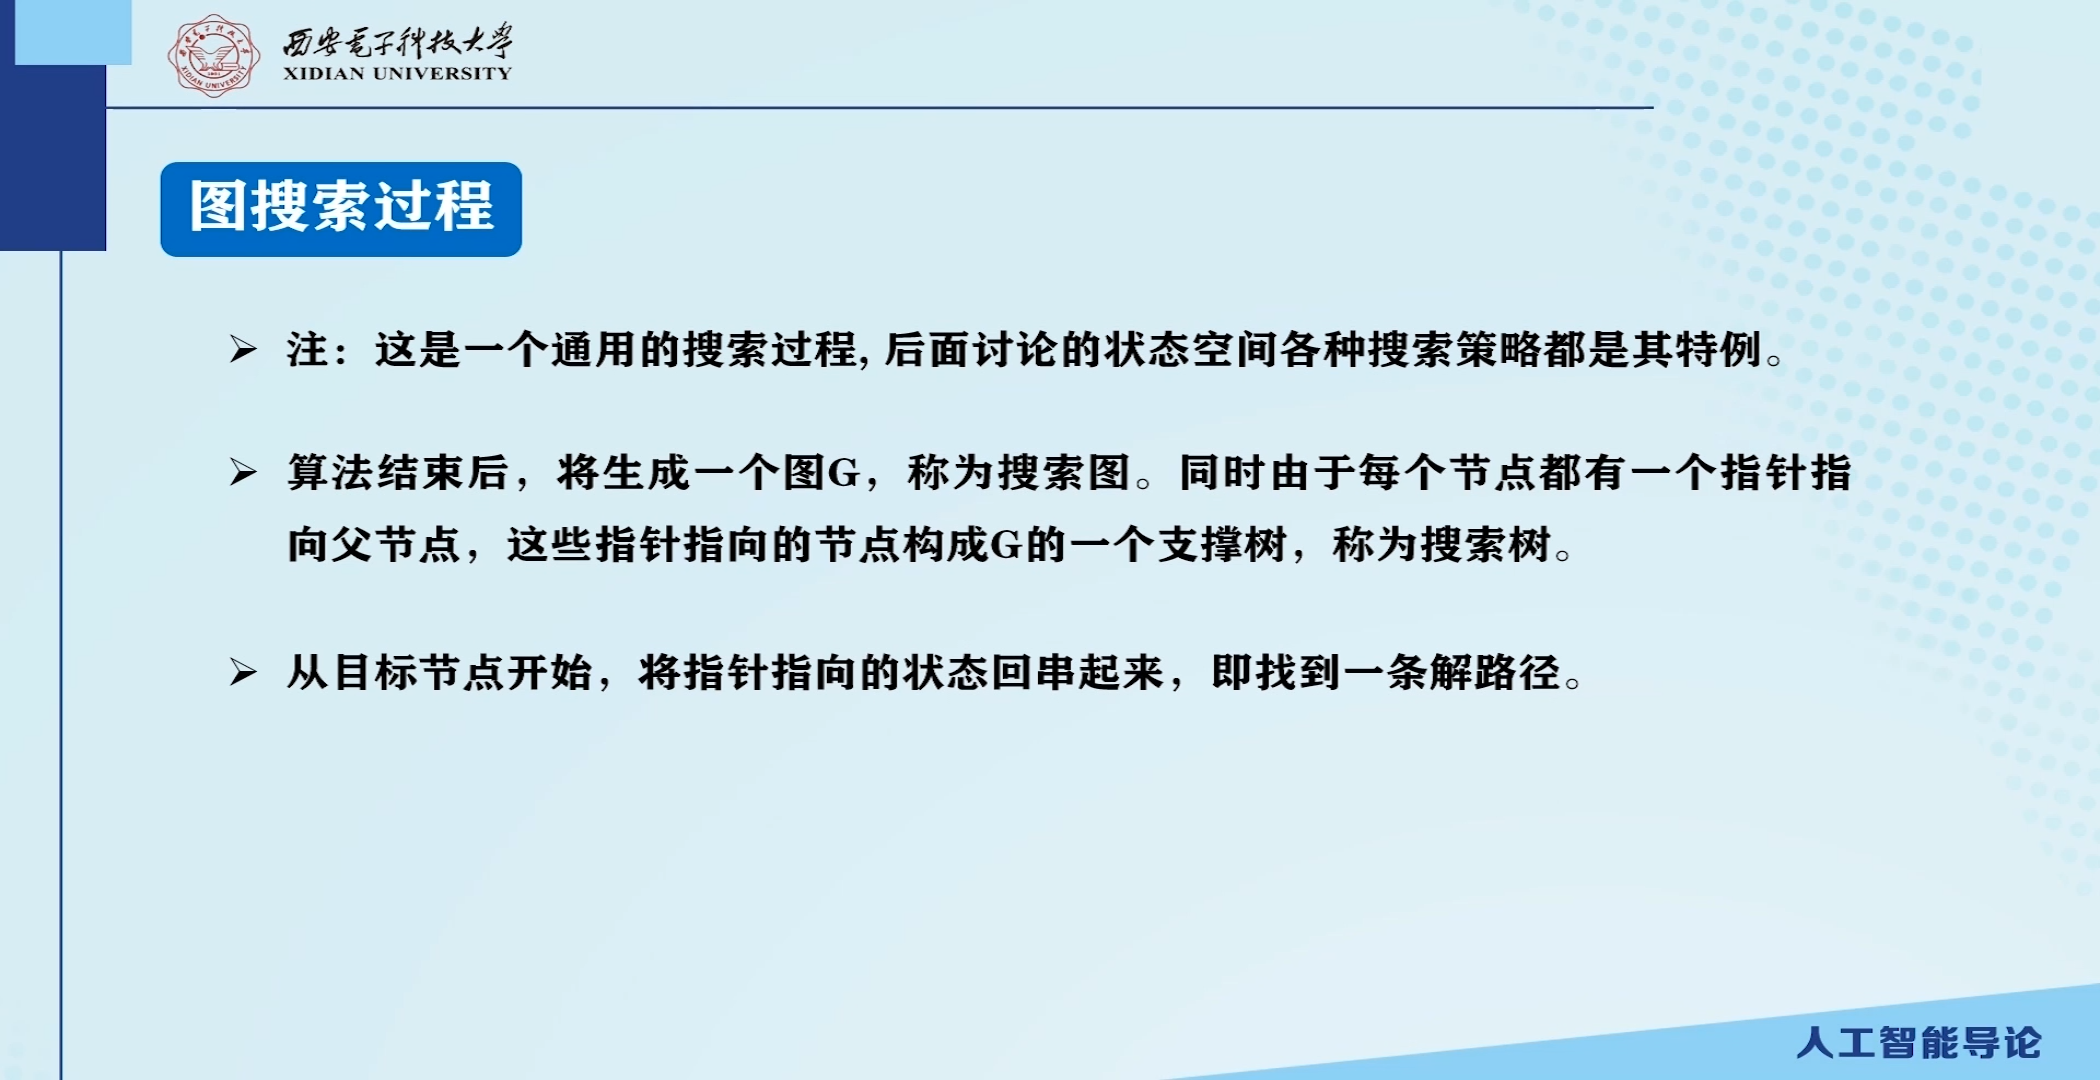 西安电子科技大学
XIDIAN UNIVERSITY
图搜索过程
➢ 注：这是一个通用的搜索过程, 后面讨论的状态空间各种搜索策略都是其特例。
➢ 算法结束后，将生成一个图G，称为搜索图。同时由于每个节点都有一个指针指
向父节点，这些指针指向的节点构成G的一个支撑树，称为搜索树。
➢ 从目标节点开始，将指针指向的状态回串起来，即找到一条解路径。
人工智能导论